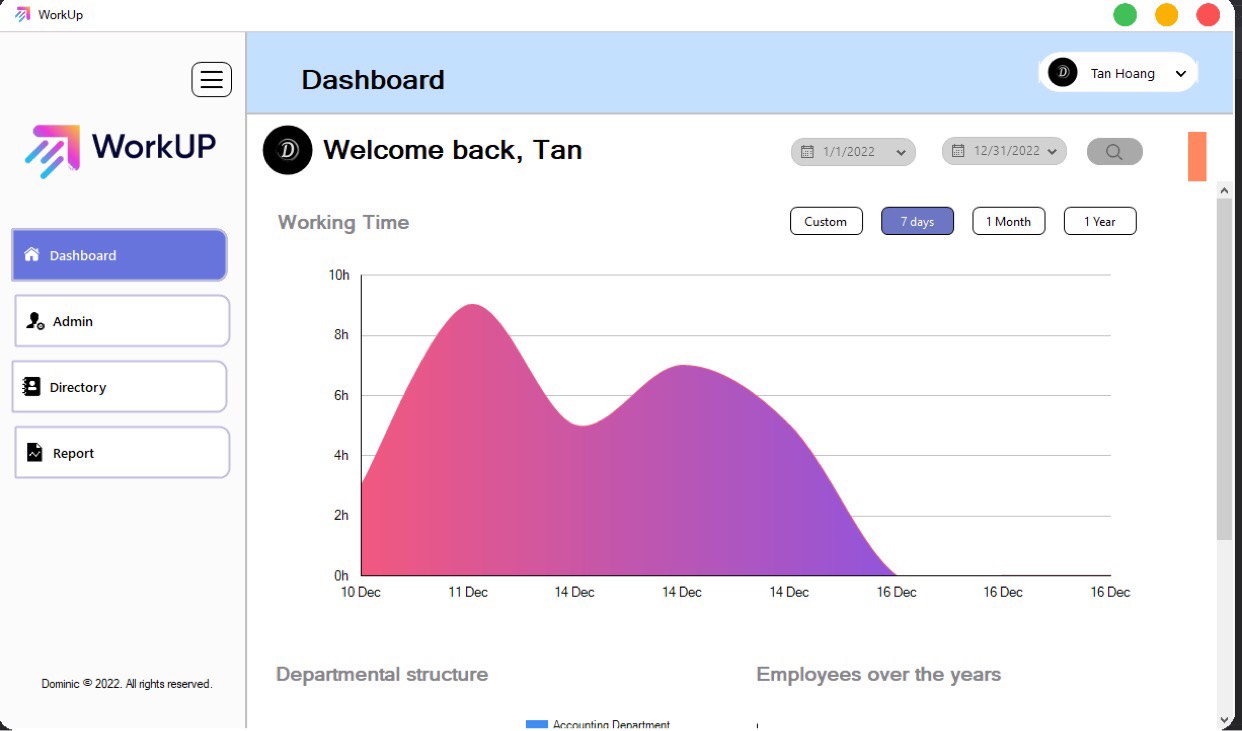 WorkUp
Dashboard
Tan Hoang
WorkUP
D
Welcome back, Tan
1/1/2022
12/31/2022
Working Time
Custom
7 days
1 Month
1 Year
Dashboard
Admin
Directory
Report
10h
8h
6h
4h
2h
0h
10 Dec 11 Dec 14 Dec 14 Dec 14 Dec 16 Dec 16 Dec 16 Dec
Departmental structure
Employees over the years
Dominic © 2022. All rights reserved.
Accounting Department